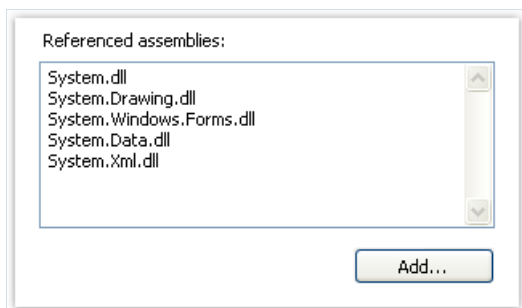 Referenced assemblies:
System.dll
System.Drawing.dll
System.Windows.Forms.dll
System.Data.dll
System.Xml.dll
Add...